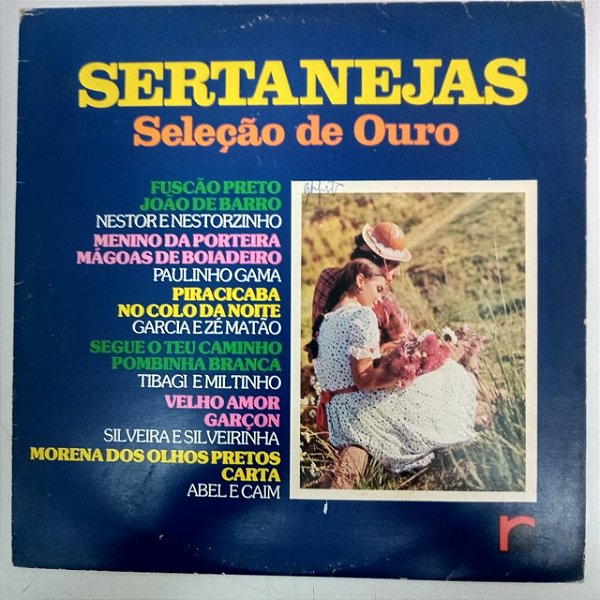 SERTANEJAS
Seleção de Ouro
FUSCÃO PRETO
JOÃO DE BARRO
NESTOR E NESTORZINHO
MENINO DA PORTEIRA
MÁGOAS DE BOIADEIRO
PAULINHO GAMA
PIRACICABA
NO COLO DA NOITE
GARCIA E ZÉ MATÃO
SEGUE O TEU CAMINHO
POMBINHA BRANCA
TIBAGI E MILTINHO
VELHO AMOR
GARÇON
SILVEIRA E SILVEIRINHA
MORENA DOS OLHOS PRETOS
CARTA
ABEL E CAIM
r